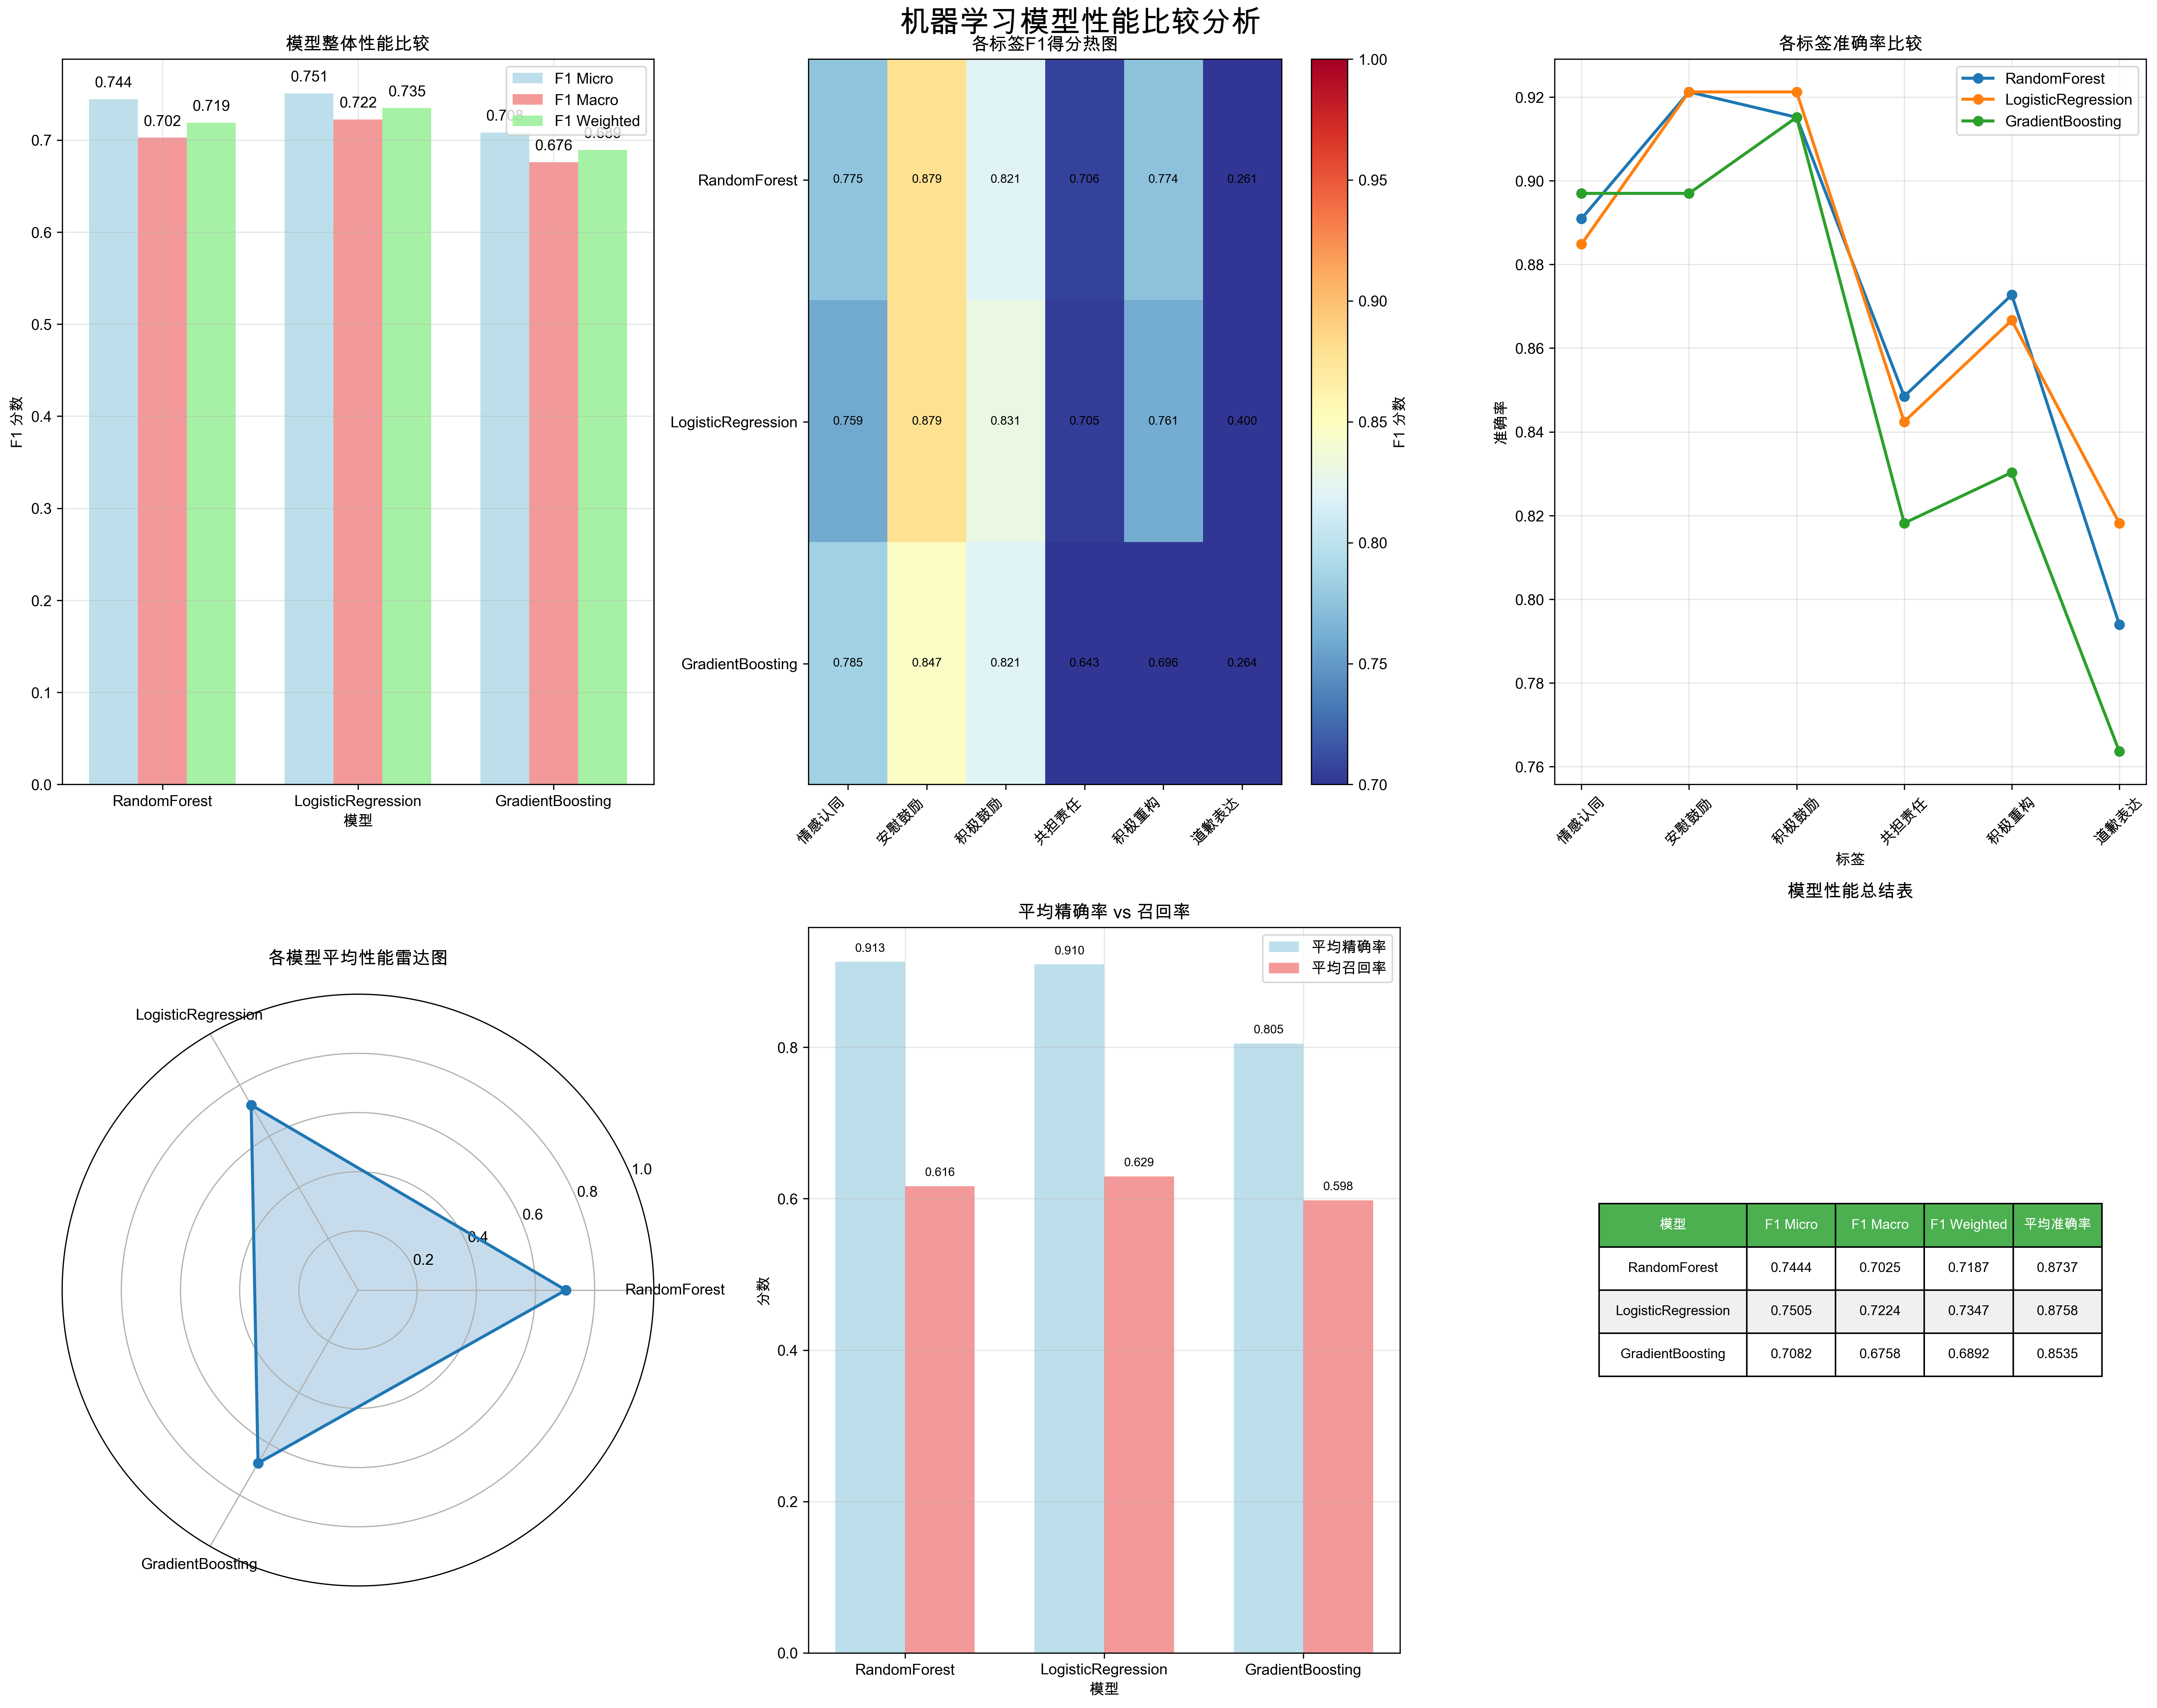 机器学习模型性能比较分析
模型整体性能比较
F1 分数
0.7
0.6
0.5
0.4
0.3
0.2
0.1
0.0
0.744
0.702
0.719
0.751
0.722
0.735
0.708
0.676
0.689
F1 Micro
F1 Macro
F1 Weighted
RandomForest
LogisticRegression
GradientBoosting
模型
各标签F1得分热图
RandomForest
0.775 0.879 0.821 0.706 0.774 0.261
LogisticRegression
0.759 0.879 0.831 0.705 0.761 0.400
GradientBoosting
0.785 0.847 0.821 0.643 0.696 0.264
情感认同
安慰鼓励
积极鼓励
共担责任
积极重构
道歉表达
1.00
0.95
0.90
0.85
0.80
0.75
0.70
F1 分数
各标签准确率比较
准确率
0.92
0.90
0.88
0.86
0.84
0.82
0.80
0.78
0.76
RandomForest
LogisticRegression
GradientBoosting
情感认同
安慰鼓励
积极鼓励
共担责任
积极重构
道歉表达
标签
各模型平均性能雷达图
LogisticRegression
RandomForest
GradientBoosting
1.0
0.8
0.6
0.4
0.2
平均精确率 vs 召回率
分数
0.8
0.6
0.4
0.2
0.0
0.913
0.616
0.910
0.629
0.805
0.598
平均精确率
平均召回率
RandomForest
LogisticRegression
GradientBoosting
模型
模型性能总结表
模型 F1 Micro F1 Macro F1 Weighted 平均准确率
RandomForest 0.7444 0.7025 0.7187 0.8737
LogisticRegression 0.7505 0.7224 0.7347 0.8758
GradientBoosting 0.7082 0.6758 0.6892 0.8535